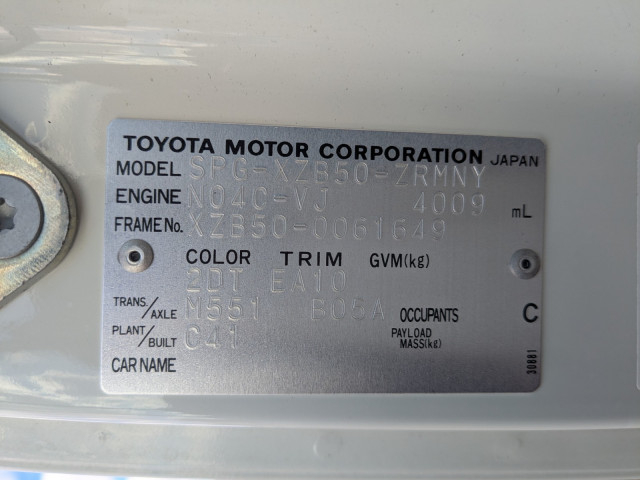 TOYOTA MOTOR CORPORATION JAPAN
MODEL SPG-XZB50-ZRMNY
ENGINE N04C-VJ 4009 mL
FRAME No. XZB50-0061649
COLOR TRIM GVM(kg)
2DT EA10
TRANS./AXLE M551 B06A OCCUPANTS C
PLANT/BUILT C41 PAYLOAD MASS(kg)
CAR NAME
30881